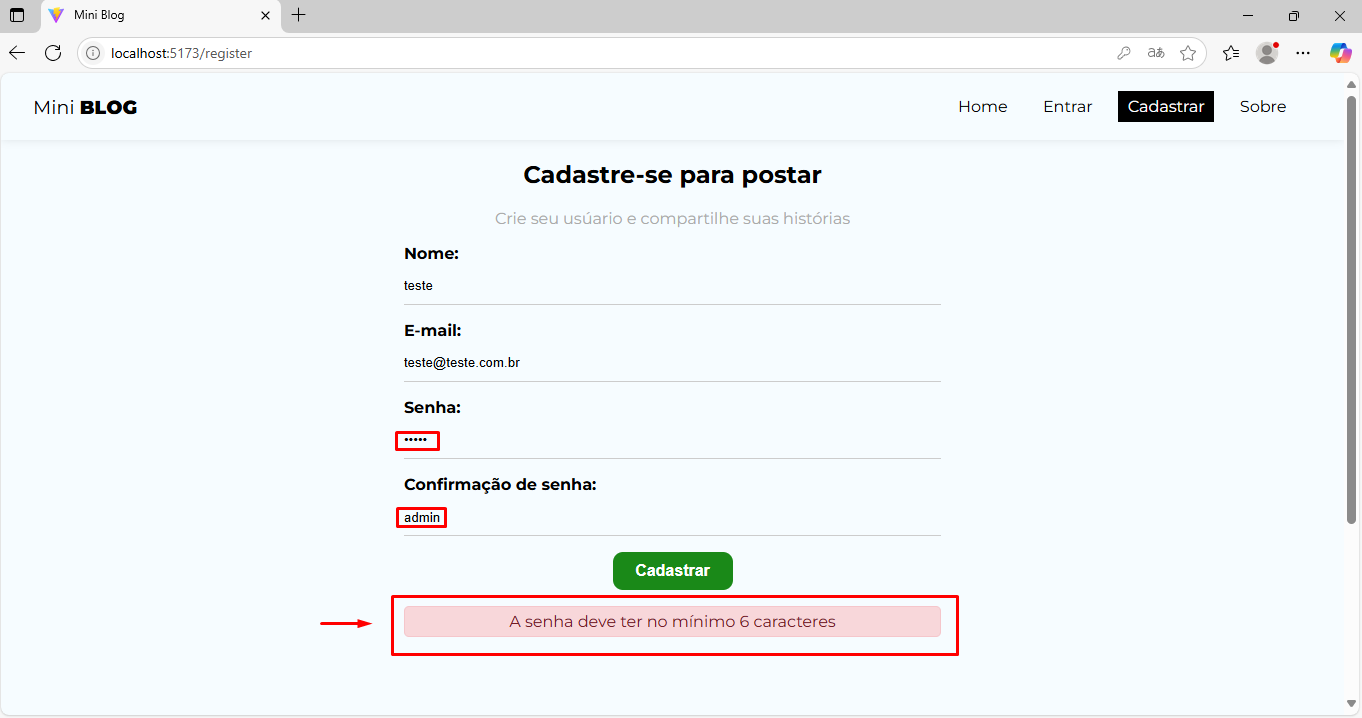 Mini Blog
localhost:5173/register
Mini BLOG
Home Entrar Cadastrar Sobre
Cadastre-se para postar
Crie seu usúario e compartilhe suas histórias
Nome:
teste
E-mail:
teste@teste.com.br
Senha:
•••••
Confirmação de senha:
admin
Cadastrar
A senha deve ter no mínimo 6 caracteres